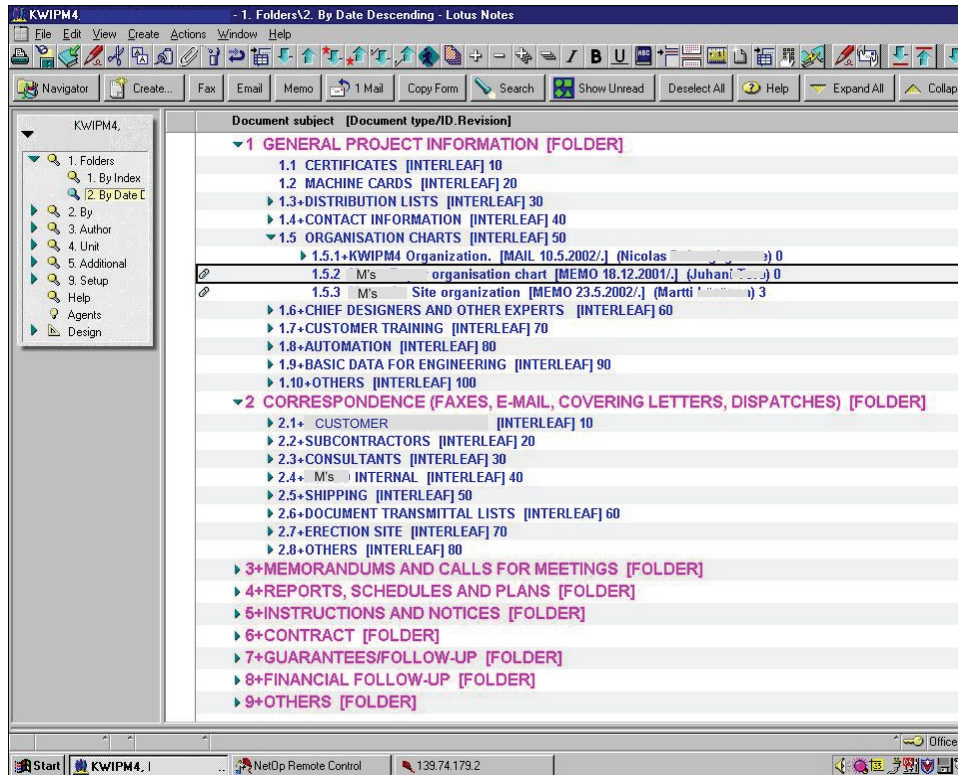 KWIPM4, - 1. Folders\2. By Date Descending - Lotus Notes
File Edit View Create Actions Window Help
Navigator Create... Fax Email Memo 1 Mail Copy Form Search Show Unread Deselect All Help Expand All Collap
KWIPM4,
1. Folders
1. By Index
2. By Date D
2. By
3. Author
4. Unit
5. Additional
9. Setup
Help
Agents
Design
Document subject [Document type/ID.Revision]
1 GENERAL PROJECT INFORMATION [FOLDER]
1.1 CERTIFICATES [INTERLEAF] 10
1.2 MACHINE CARDS [INTERLEAF] 20
1.3+DISTRIBUTION LISTS [INTERLEAF] 30
1.4+CONTACT INFORMATION [INTERLEAF] 40
1.5 ORGANISATION CHARTS [INTERLEAF] 50
1.5.1+KWIPM4 Organization. [MAIL 10.5.2002/.] (Nicolas ) 0
1.5.2 M's organisation chart [MEMO 18.12.2001/.] (Juhani ) 0
1.5.3 M's Site organization [MEMO 23.5.2002/.] (Martti ) 3
1.6+CHIEF DESIGNERS AND OTHER EXPERTS [INTERLEAF] 60
1.7+CUSTOMER TRAINING [INTERLEAF] 70
1.8+AUTOMATION [INTERLEAF] 80
1.9+BASIC DATA FOR ENGINEERING [INTERLEAF] 90
1.10+OTHERS [INTERLEAF] 100
2 CORRESPONDENCE (FAXES, E-MAIL, COVERING LETTERS, DISPATCHES) [FOLDER]
2.1+ CUSTOMER [INTERLEAF] 10
2.2+SUBCONTRACTORS [INTERLEAF] 20
2.3+CONSULTANTS [INTERLEAF] 30
2.4+ M's INTERNAL [INTERLEAF] 40
2.5+SHIPPING [INTERLEAF] 50
2.6+DOCUMENT TRANSMITTAL LISTS [INTERLEAF] 60
2.7+ERECTION SITE [INTERLEAF] 70
2.8+OTHERS [INTERLEAF] 80
3+MEMORANDUMS AND CALLS FOR MEETINGS [FOLDER]
4+REPORTS, SCHEDULES AND PLANS [FOLDER]
5+INSTRUCTIONS AND NOTICES [FOLDER]
6+CONTRACT [FOLDER]
7+GUARANTEES/FOLLOW-UP [FOLDER]
8+FINANCIAL FOLLOW-UP [FOLDER]
9+OTHERS [FOLDER]
Office
Start KWIPM4, .. NetOp Remote Control 139.74.179.2